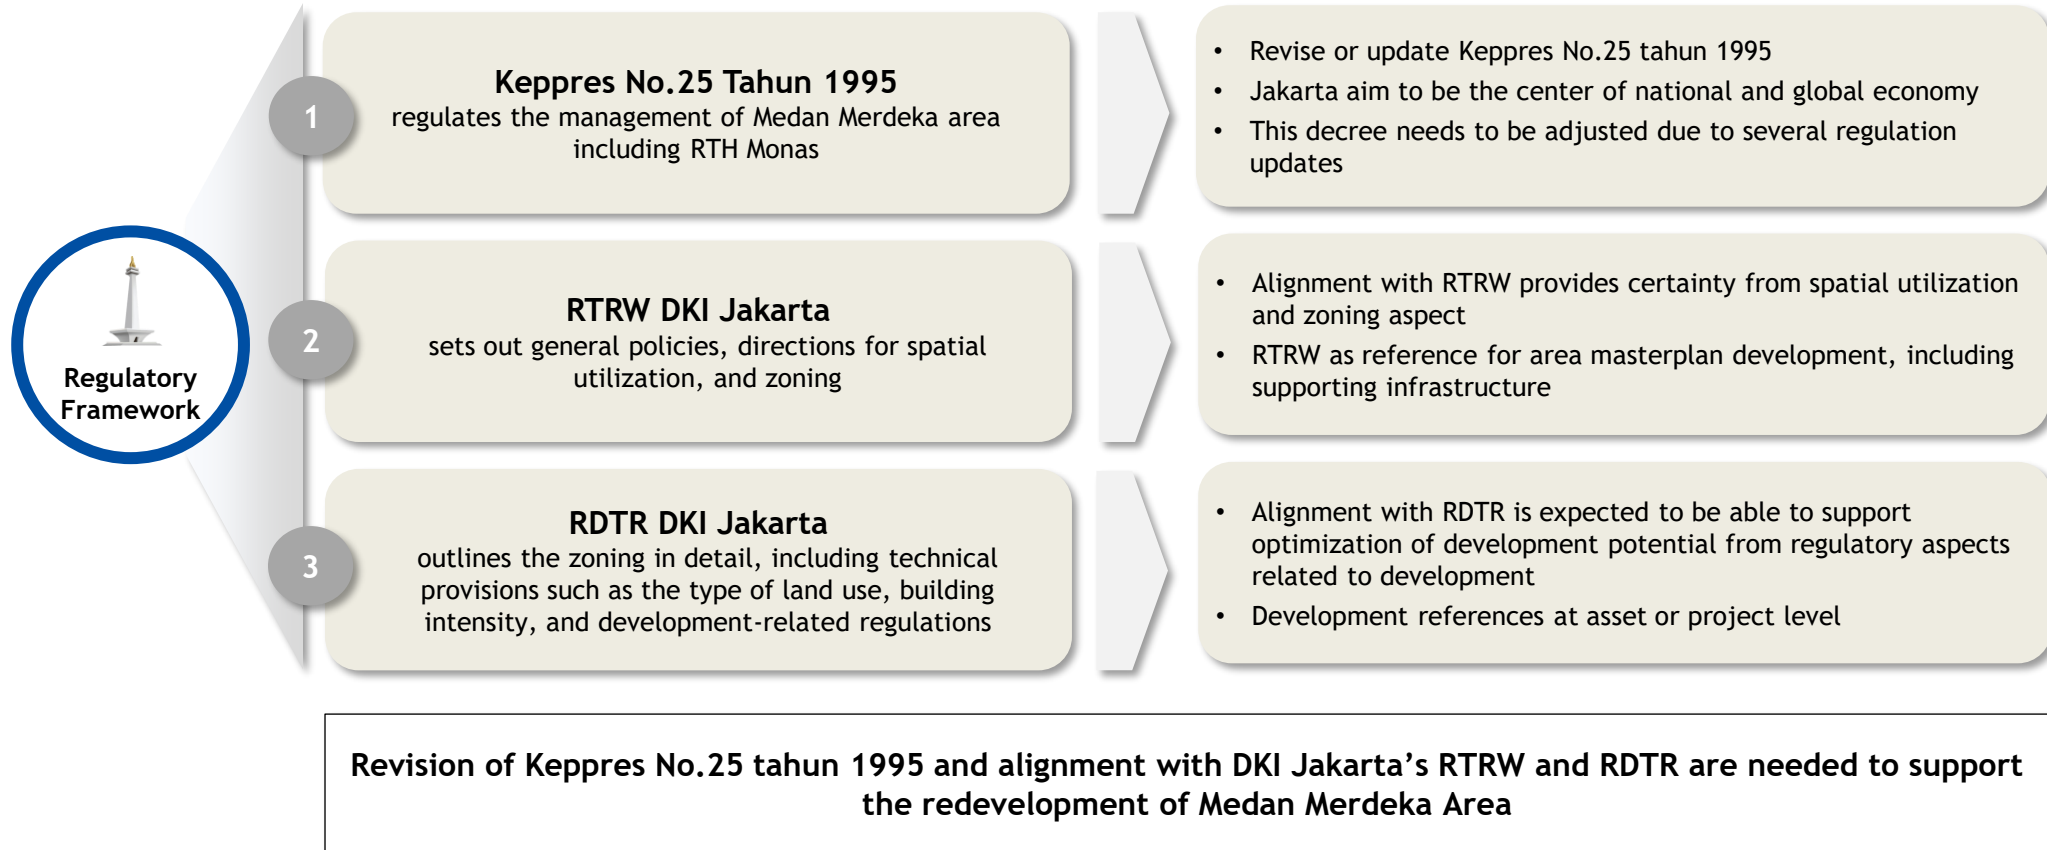 Regulatory
Framework
1
Keppres No.25 Tahun 1995
regulates the management of Medan Merdeka area
including RTH Monas
• Revise or update Keppres No.25 tahun 1995
• Jakarta aim to be the center of national and global economy
• This decree needs to be adjusted due to several regulation
updates
2
RTRW DKI Jakarta
sets out general policies, directions for spatial
utilization, and zoning
• Alignment with RTRW provides certainty from spatial utilization
and zoning aspect
• RTRW as reference for area masterplan development, including
supporting infrastructure
3
RDTR DKI Jakarta
outlines the zoning in detail, including technical
provisions such as the type of land use, building
intensity, and development-related regulations
• Alignment with RDTR is expected to be able to support
optimization of development potential from regulatory aspects
related to development
• Development references at asset or project level
Revision of Keppres No.25 tahun 1995 and alignment with DKI Jakarta’s RTRW and RDTR are needed to support
the redevelopment of Medan Merdeka Area